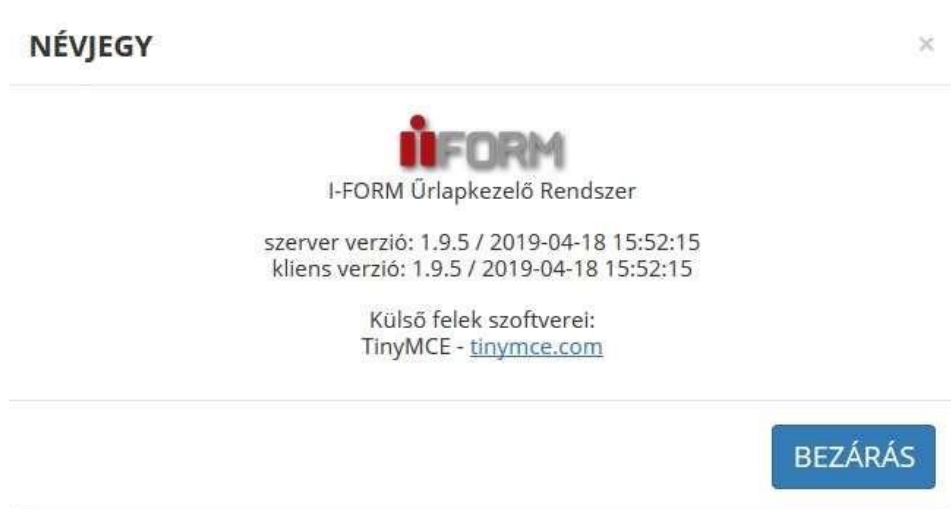 NÉVJEGY
×
iiFORM
I-FORM Űrlapkezelő Rendszer
szerver verzió: 1.9.5 / 2019-04-18 15:52:15
kliens verzió: 1.9.5 / 2019-04-18 15:52:15
Külső felek szoftverei:
TinyMCE - tinymce.com
BEZÁRÁS